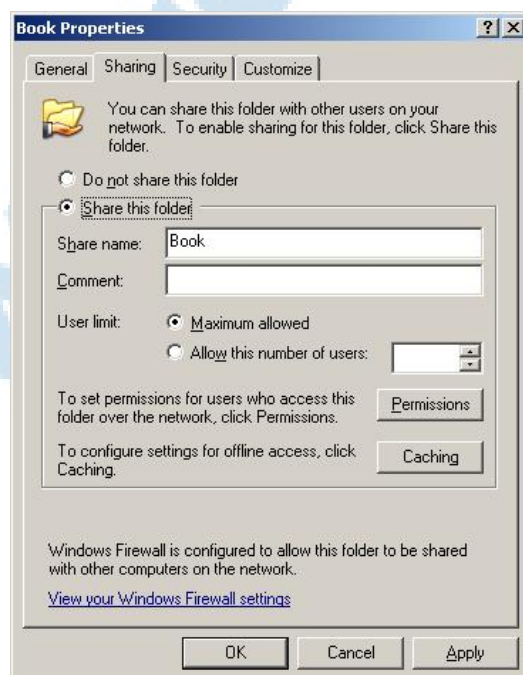 Book Properties
General Sharing Security Customize
You can share this folder with other users on your
network. To enable sharing for this folder, click Share this
folder.
Do not share this folder
Share this folder
Share name: Book
Comment:
User limit: Maximum allowed
Allow this number of users:
To set permissions for users who access this
folder over the network, click Permissions.
Permissions
To configure settings for offline access, click
Caching.
Caching
Windows Firewall is configured to allow this folder to be shared
with other computers on the network.
View your Windows Firewall settings
OK Cancel Apply